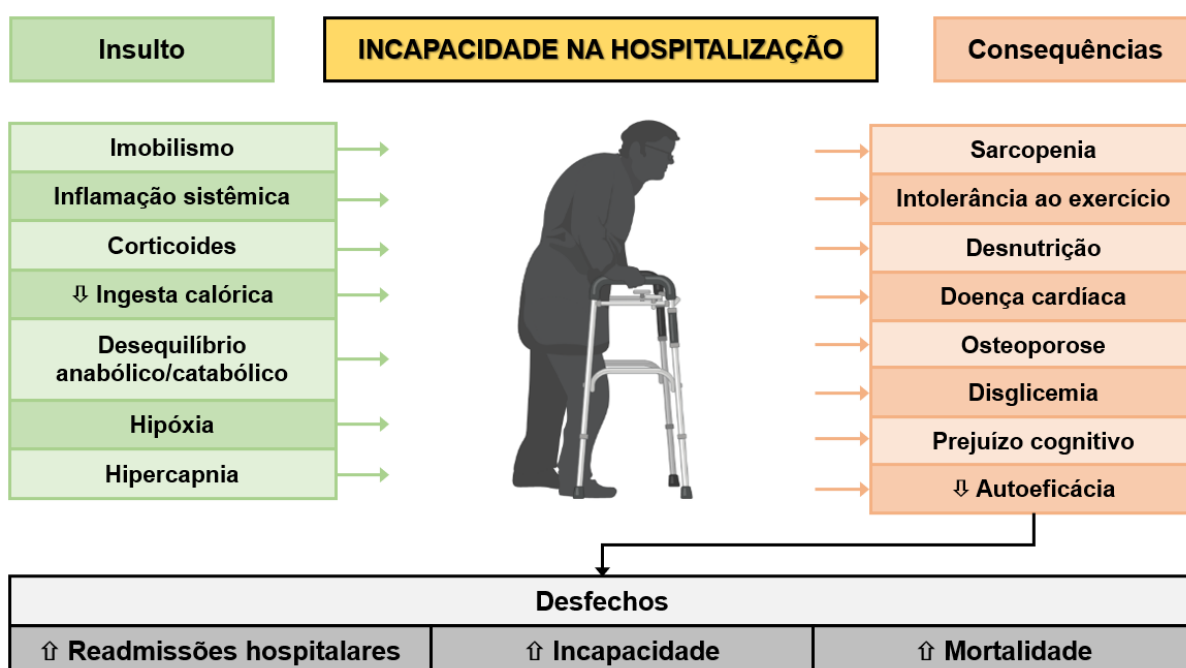 Insulto
INCAPACIDADE NA HOSPITALIZAÇÃO
Consequências
Imobilismo
Inflamação sistêmica
Corticoides
⇩ Ingesta calórica
Desequilíbrio
anabólico/catabólico
Hipóxia
Hipercapnia
Sarcopenia
Intolerância ao exercício
Desnutrição
Doença cardíaca
Osteoporose
Disglicemia
Prejuízo cognitivo
⇩ Autoeficácia
Desfechos
⇧ Readmissões hospitalares
⇧ Incapacidade
⇧ Mortalidade